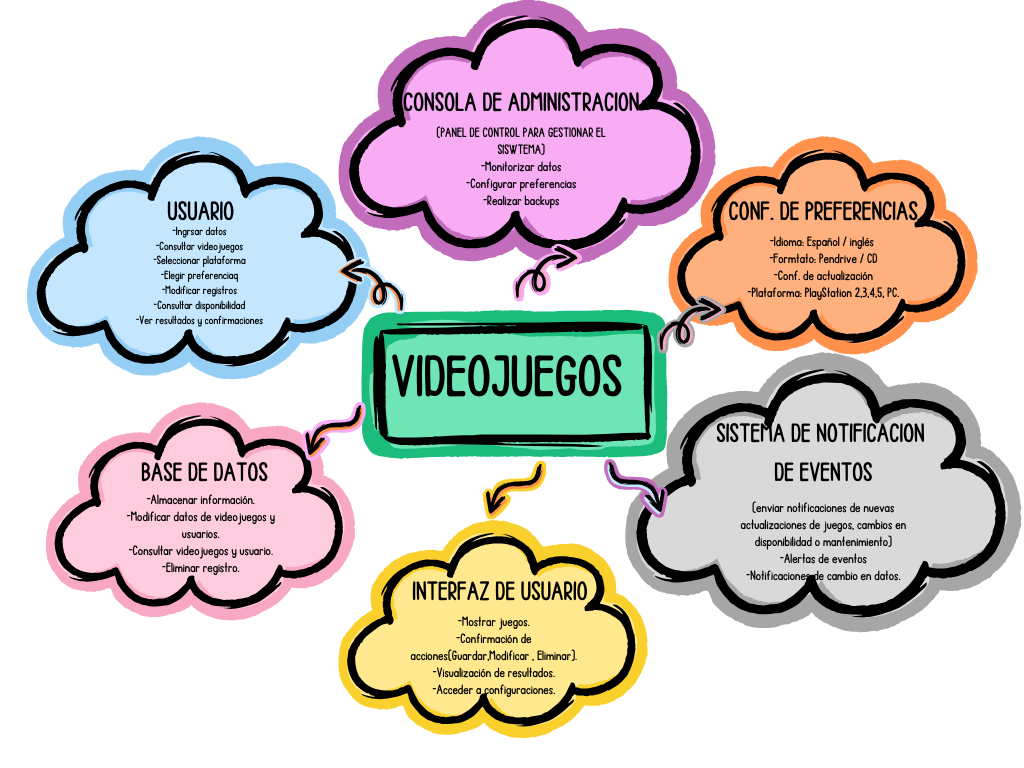 CONSOLA DE ADMINISTRACION
(PANEL DE CONTROL PARA GESTIONAR EL
SISWTEMA)
-Monitorizar datos
-Configurar preferencias
-Realizar backups
USUARIO
-Ingrsar datos
-Consultar videojuegos
-Seleccionar plataforma
-Elegir preferenciaq
-Modificar registros
-Consultar disponibilidad
-Ver resultados y confirmaciones
CONF. DE PREFERENCIAS
-Idioma: Español / inglés
-Formtato: Pendrive / CD
-Conf. de actualización
-Plataforma: PlayStation 2,3,4,5, PC.
VIDEOJUEGOS
BASE DE DATOS
-Almacenar información.
-Modificar datos de videojuegos y
usuarios.
-Consultar videojuegos y usuario.
-Eliminar registro.
SISTEMA DE NOTIFICACION
DE EVENTOS
(enviar notificaciones de nuevas
actualizaciones de juegos, cambios en
disponibilidad o mantenimiento)
-Alertas de eventos
-Notificaciones de cambio en datos.
INTERFAZ DE USUARIO
-Mostrar juegos.
-Confirmación de
acciones(Guardar,Modificar , Eliminar).
-Visualización de resultados.
-Acceder a configuraciones.